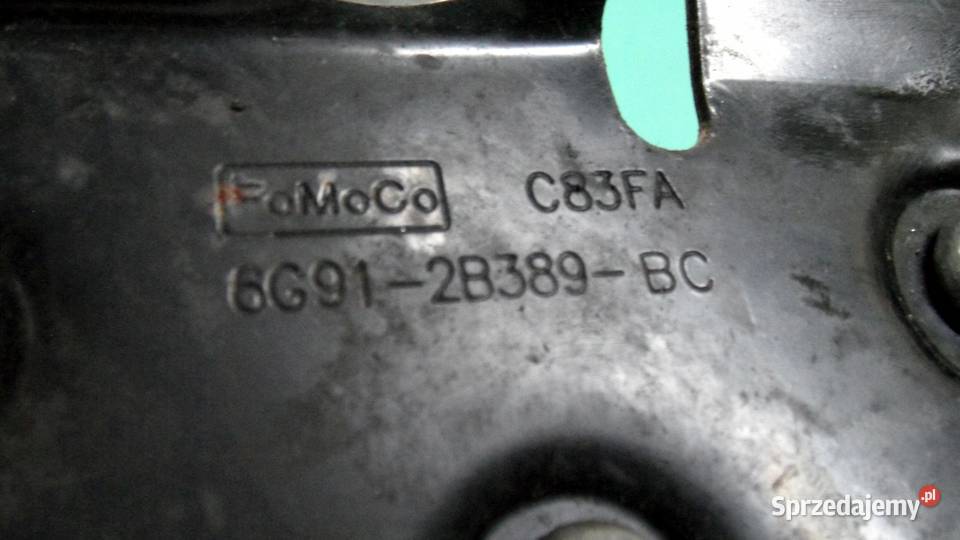 FoMoCo C83FA
6G91-2B389-BC
Sprzedajemy.pl